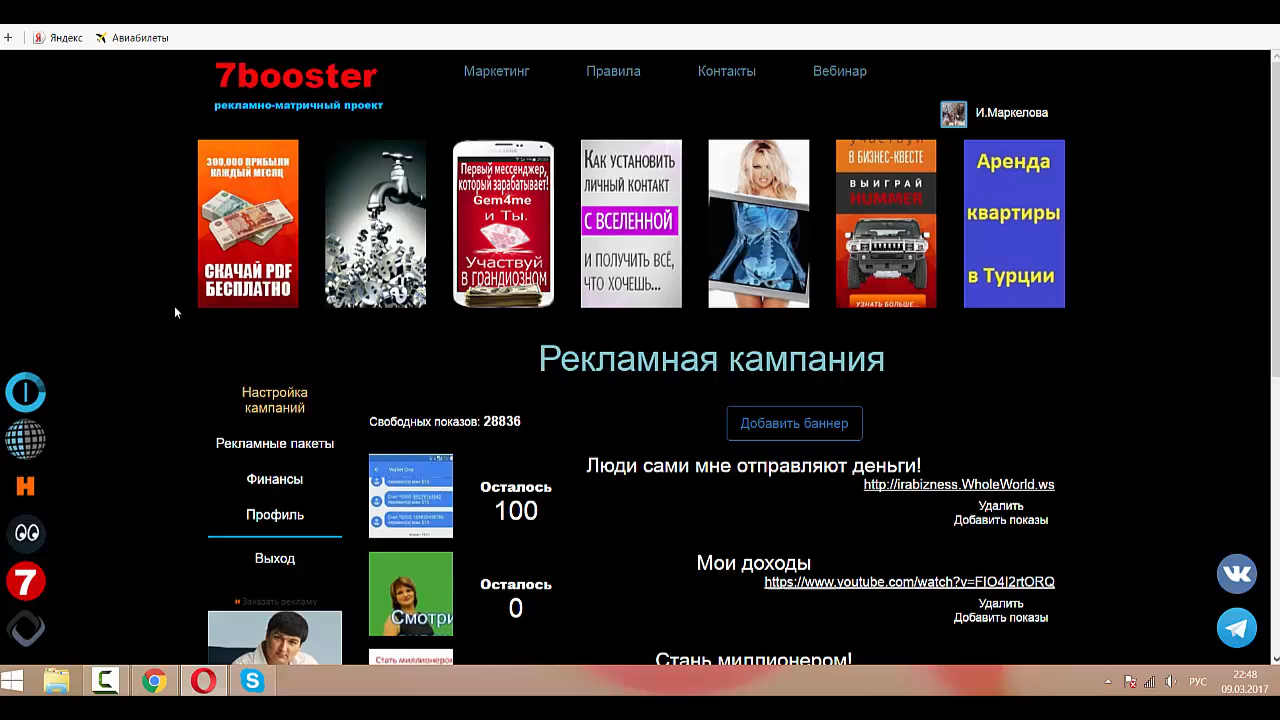 Яндекс
Авиабилеты
7booster
рекламно-матричный проект
Маркетинг
Правила
Контакты
Вебинар
И.Маркелова
300.000 ПРИБЫЛИ
КАЖДЫЙ МЕСЯЦ
СКАЧАЙ PDF
БЕСПЛАТНО
Первый мессенджер,
который зарабатывает!
Gem4me
и Ты.
Участвуй
в грандиозном
Как установить
личный контакт
с Вселенной
и получить всё,
что хочешь...
УЧАСТВУЙ
В БИЗНЕС-КВЕСТЕ
ВЫИГРАЙ
HUMMER
УЗНАТЬ БОЛЬШЕ...
Аренда
квартиры
в Турции
Рекламная кампания
Настройка
кампаний
Рекламные пакеты
Финансы
Профиль
Выход
Заказать рекламу
Свободных показов: 28836
Добавить баннер
Wallet One
Осталось
100
Люди сами мне отправляют деньги!
http://irabizness.WholeWorld.ws
Удалить
Добавить показы
Смотри
Осталось
0
Мои доходы
https://www.youtube.com/watch?v=FIO4I2rtORQ
Удалить
Добавить показы
Стать миллионером
Стань миллионером!
H
7
РУС
22:48
09.03.2017